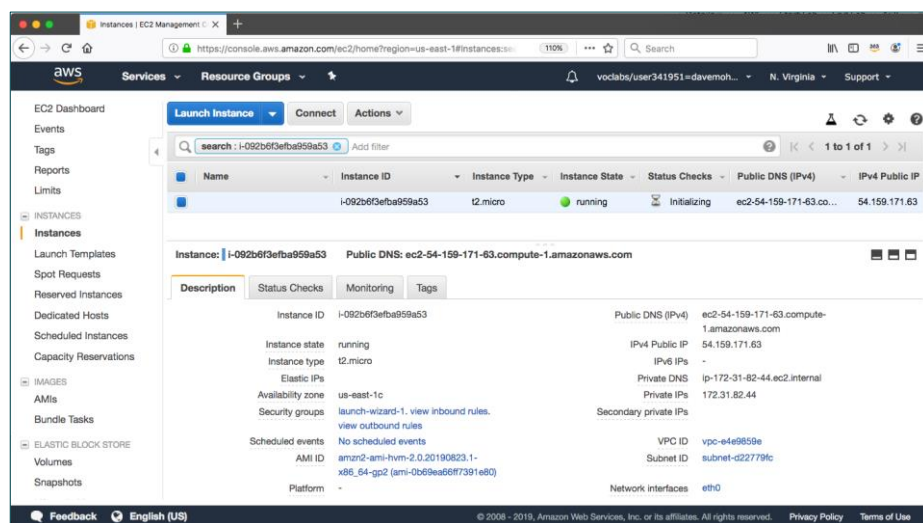 Instances | EC2 Management C
https://console.aws.amazon.com/ec2/home?region=us-east-1#Instances:se
110%
Search
aws
Services
Resource Groups
voclabs/user341951=davemoh...
N. Virginia
Support
EC2 Dashboard
Events
Tags
Reports
Limits
INSTANCES
Instances
Launch Templates
Spot Requests
Reserved Instances
Dedicated Hosts
Scheduled Instances
Capacity Reservations
IMAGES
AMIs
Bundle Tasks
ELASTIC BLOCK STORE
Volumes
Snapshots
Launch Instance
Connect
Actions
search : i-092b6f3efba959a53
Add filter
1 to 1 of 1
Name
Instance ID
Instance Type
Instance State
Status Checks
Public DNS (IPv4)
IPv4 Public IP
i-092b6f3efba959a53
t2.micro
running
Initializing
ec2-54-159-171-63.co...
54.159.171.63
Instance: i-092b6f3efba959a53 Public DNS: ec2-54-159-171-63.compute-1.amazonaws.com
Description
Status Checks
Monitoring
Tags
Instance ID i-092b6f3efba959a53
Instance state running
Instance type t2.micro
Elastic IPs
Availability zone us-east-1c
Security groups launch-wizard-1. view inbound rules.
view outbound rules
Scheduled events No scheduled events
AMI ID amzn2-ami-hvm-2.0.20190823.1-
x86_64-gp2 (ami-0b69ea66ff7391e80)
Platform -
Public DNS (IPv4) ec2-54-159-171-63.compute-
1.amazonaws.com
IPv4 Public IP 54.159.171.63
IPv6 IPs -
Private DNS ip-172-31-82-44.ec2.internal
Private IPs 172.31.82.44
Secondary private IPs
VPC ID vpc-e4e9859e
Subnet ID subnet-d22779fc
Network interfaces eth0
Feedback
English (US)
© 2008 - 2019, Amazon Web Services, Inc. or its affiliates. All rights reserved.
Privacy Policy
Terms of Use